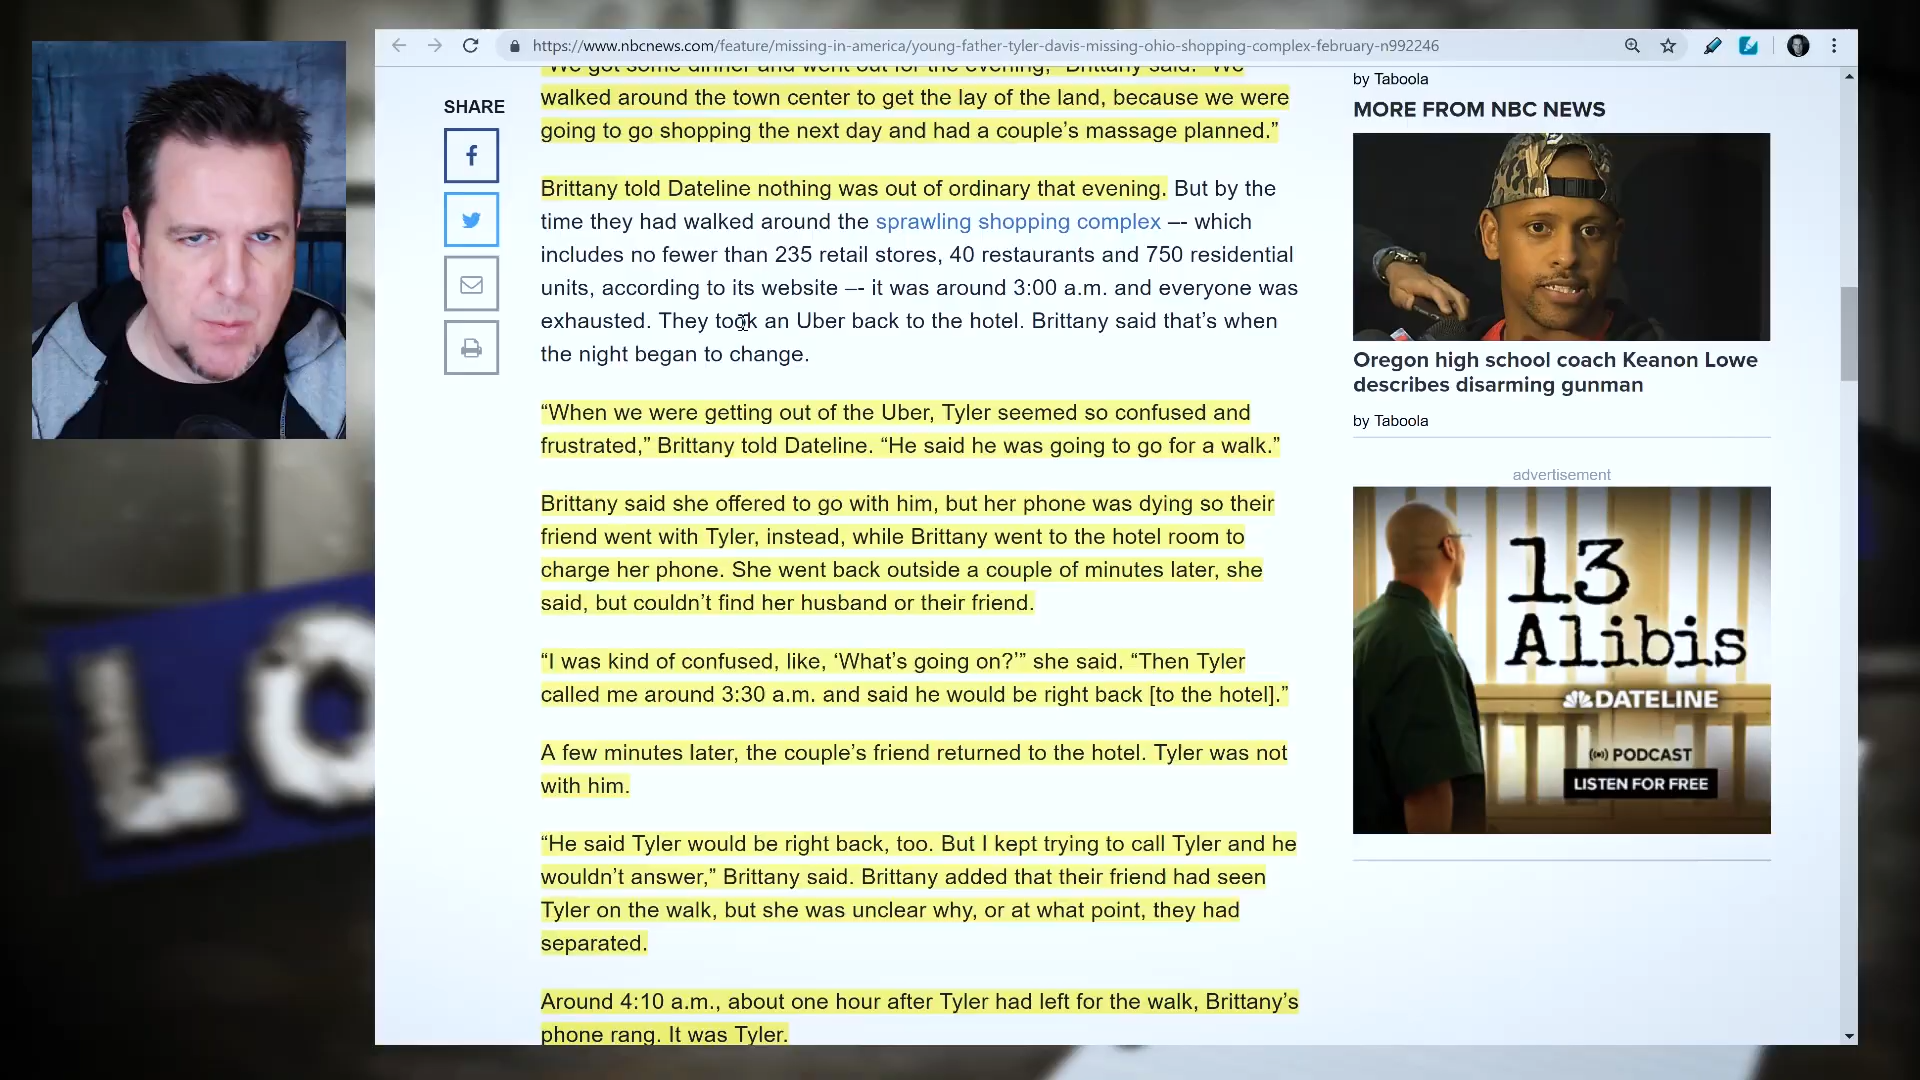 https://www.nbcnews.com/feature/missing-in-america/young-father-tyler-davis-missing-ohio-shopping-complex-february-n992246
SHARE
“We got some dinner and went out for the evening,” Brittany said. “We
walked around the town center to get the lay of the land, because we were
going to go shopping the next day and had a couple’s massage planned.”
Brittany told Dateline nothing was out of ordinary that evening. But by the
time they had walked around the sprawling shopping complex –- which
includes no fewer than 235 retail stores, 40 restaurants and 750 residential
units, according to its website –- it was around 3:00 a.m. and everyone was
exhausted. They took an Uber back to the hotel. Brittany said that’s when
the night began to change.
“When we were getting out of the Uber, Tyler seemed so confused and
frustrated,” Brittany told Dateline. “He said he was going to go for a walk.”
Brittany said she offered to go with him, but her phone was dying so their
friend went with Tyler, instead, while Brittany went to the hotel room to
charge her phone. She went back outside a couple of minutes later, she
said, but couldn’t find her husband or their friend.
“I was kind of confused, like, ‘What’s going on?’” she said. “Then Tyler
called me around 3:30 a.m. and said he would be right back [to the hotel].”
A few minutes later, the couple’s friend returned to the hotel. Tyler was not
with him.
“He said Tyler would be right back, too. But I kept trying to call Tyler and he
wouldn’t answer,” Brittany said. Brittany added that their friend had seen
Tyler on the walk, but she was unclear why, or at what point, they had
separated.
Around 4:10 a.m., about one hour after Tyler had left for the walk, Brittany’s
phone rang. It was Tyler.
by Taboola
MORE FROM NBC NEWS
Oregon high school coach Keanon Lowe
describes disarming gunman
by Taboola
advertisement
13
Alibis
DATELINE
PODCAST
LISTEN FOR FREE
LO